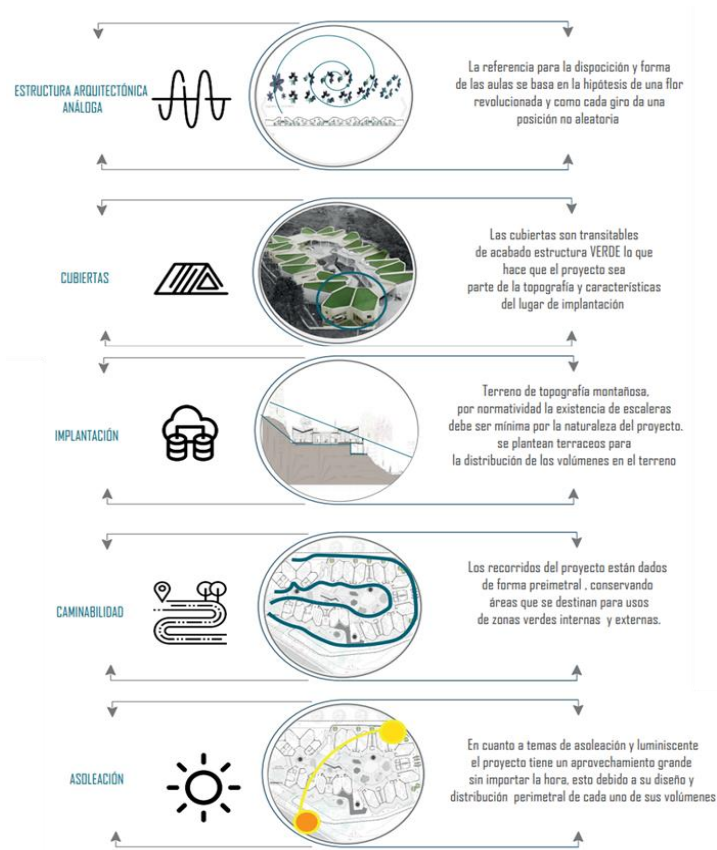 ESTRUCTURA ARQUITECTÓNICA
ANÁLOGA
La referencia para la dispocición y forma
de las aulas se basa en la hipótesis de una flor
revolucionada y como cada giro da una
posición no aleatoria
CUBIERTAS
Las cubiertas son transitables
de acabado estructura VERDE lo que
hace que el proyecto sea
parte de la topografía y características
del lugar de implantación
IMPLANTACIÓN
Terreno de topografía montañosa,
por normatividad la existencia de escaleras
debe ser mínima por la naturaleza del proyecto.
se plantean terraceos para
la distribución de los volúmenes en el terreno
CAMINABILIDAD
Los recorridos del proyecto están dados
de forma preimetral , conservando
áreas que se destinan para usos
de zonas verdes internas y externas.
ASOLEACIÓN
En cuanto a temas de asoleación y luminiscente
el proyecto tiene un aprovechamiento grande
sin importar la hora, esto debido a su diseño y
distribución perimetral de cada uno de sus volúmenes